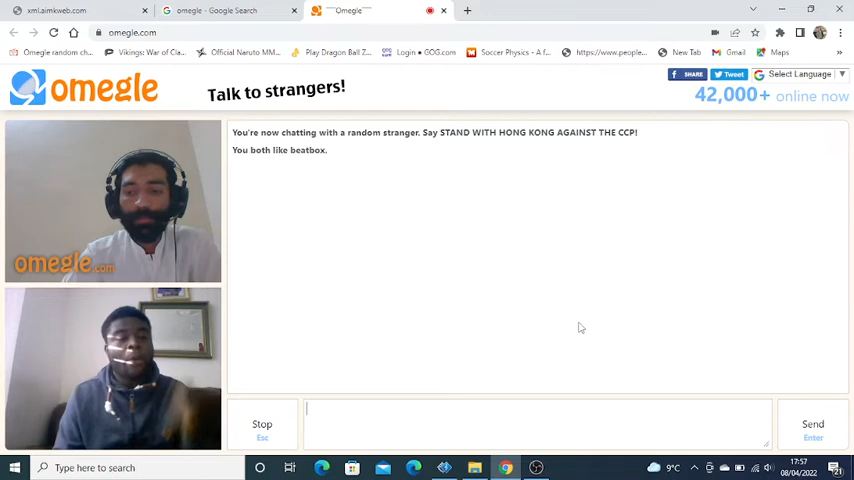 xml.aimkweb.com
omegle - Google Search
Omegle
omegle.com
Omegle random ch...
Vikings: War of Cla...
Official Naruto MM...
Play Dragon Ball Z...
Login • GOG.com
Soccer Physics - A f...
https://www.people...
New Tab
Gmail
Maps
omegle
Talk to strangers!
SHARE
Tweet
Select Language
42,000+ online now
You're now chatting with a random stranger. Say STAND WITH HONG KONG AGAINST THE CCP!
You both like beatbox.
omegle.com
Stop
Esc
Send
Enter
Type here to search
9°C
17:57
08/04/2022
21